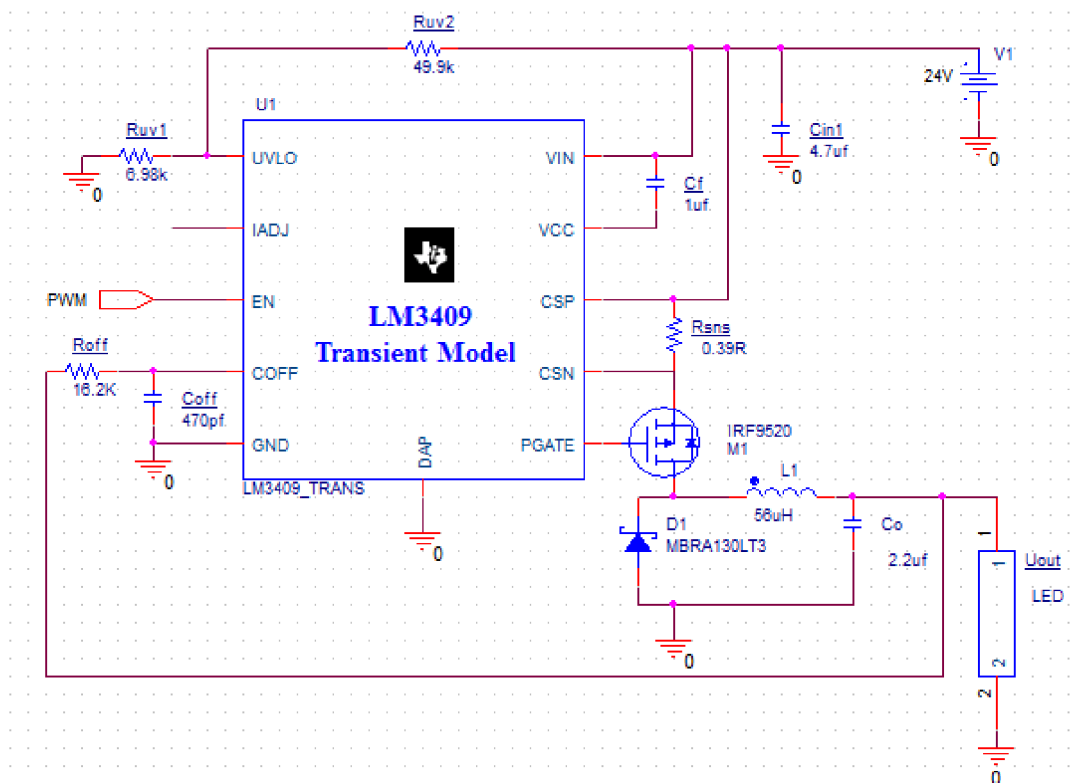 Ruv2
49.9k
V1
24V
0
U1
Ruv1
6.98k
0
Cin1
4.7uf
0
UVLO
VIN
Cf
1uf
IADJ
VCC
PWM
EN
CSP
LM3409
Transient Model
Rsns
0.39R
Roff
16.2K
COFF
CSN
Coff
470pf
GND
DAP
PGATE
IRF9520
M1
0
LM3409_TRANS
0
L1
56uH
D1
MBRA130LT3
Co
2.2uf
0
1
1
Uout
LED
2
2
0